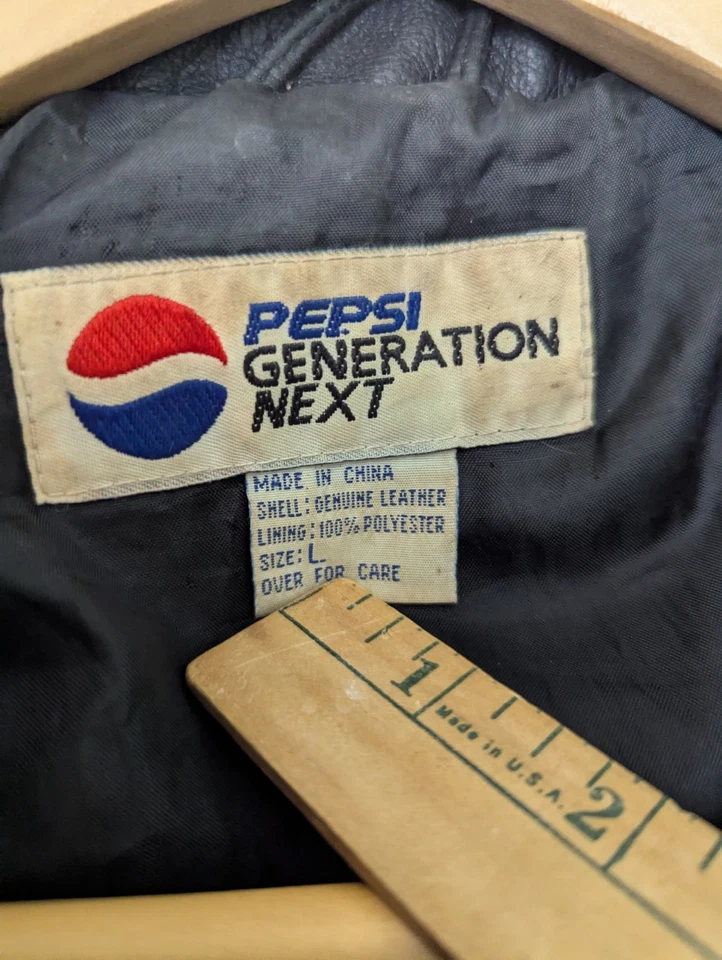 PEPSI
GENERATION
NEXT
MADE IN CHINA
SHELL: GENUINE LEATHER
LINING: 100% POLYESTER
SIZE: L
OVER FOR CARE
1
Made in U.S.A.
2